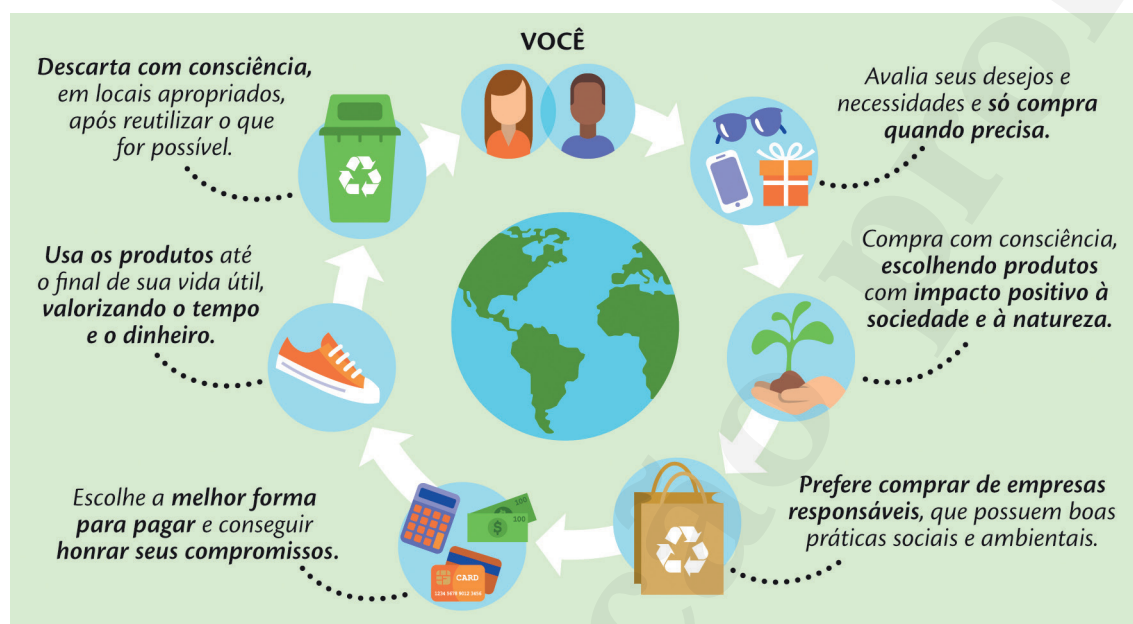 VOCÊ
Avalia seus desejos e
necessidades e só compra
quando precisa.
Compra com consciência,
escolhendo produtos
com impacto positivo à
sociedade e à natureza.
Prefere comprar de empresas
responsáveis, que possuem boas
práticas sociais e ambientais.
Escolhe a melhor forma
para pagar e conseguir
honrar seus compromissos.
100
100
$
CARD
1234 5678 9012 3456
Usa os produtos até
o final de sua vida útil,
valorizando o tempo
e o dinheiro.
Descarta com consciência,
em locais apropriados,
após reutilizar o que
for possível.